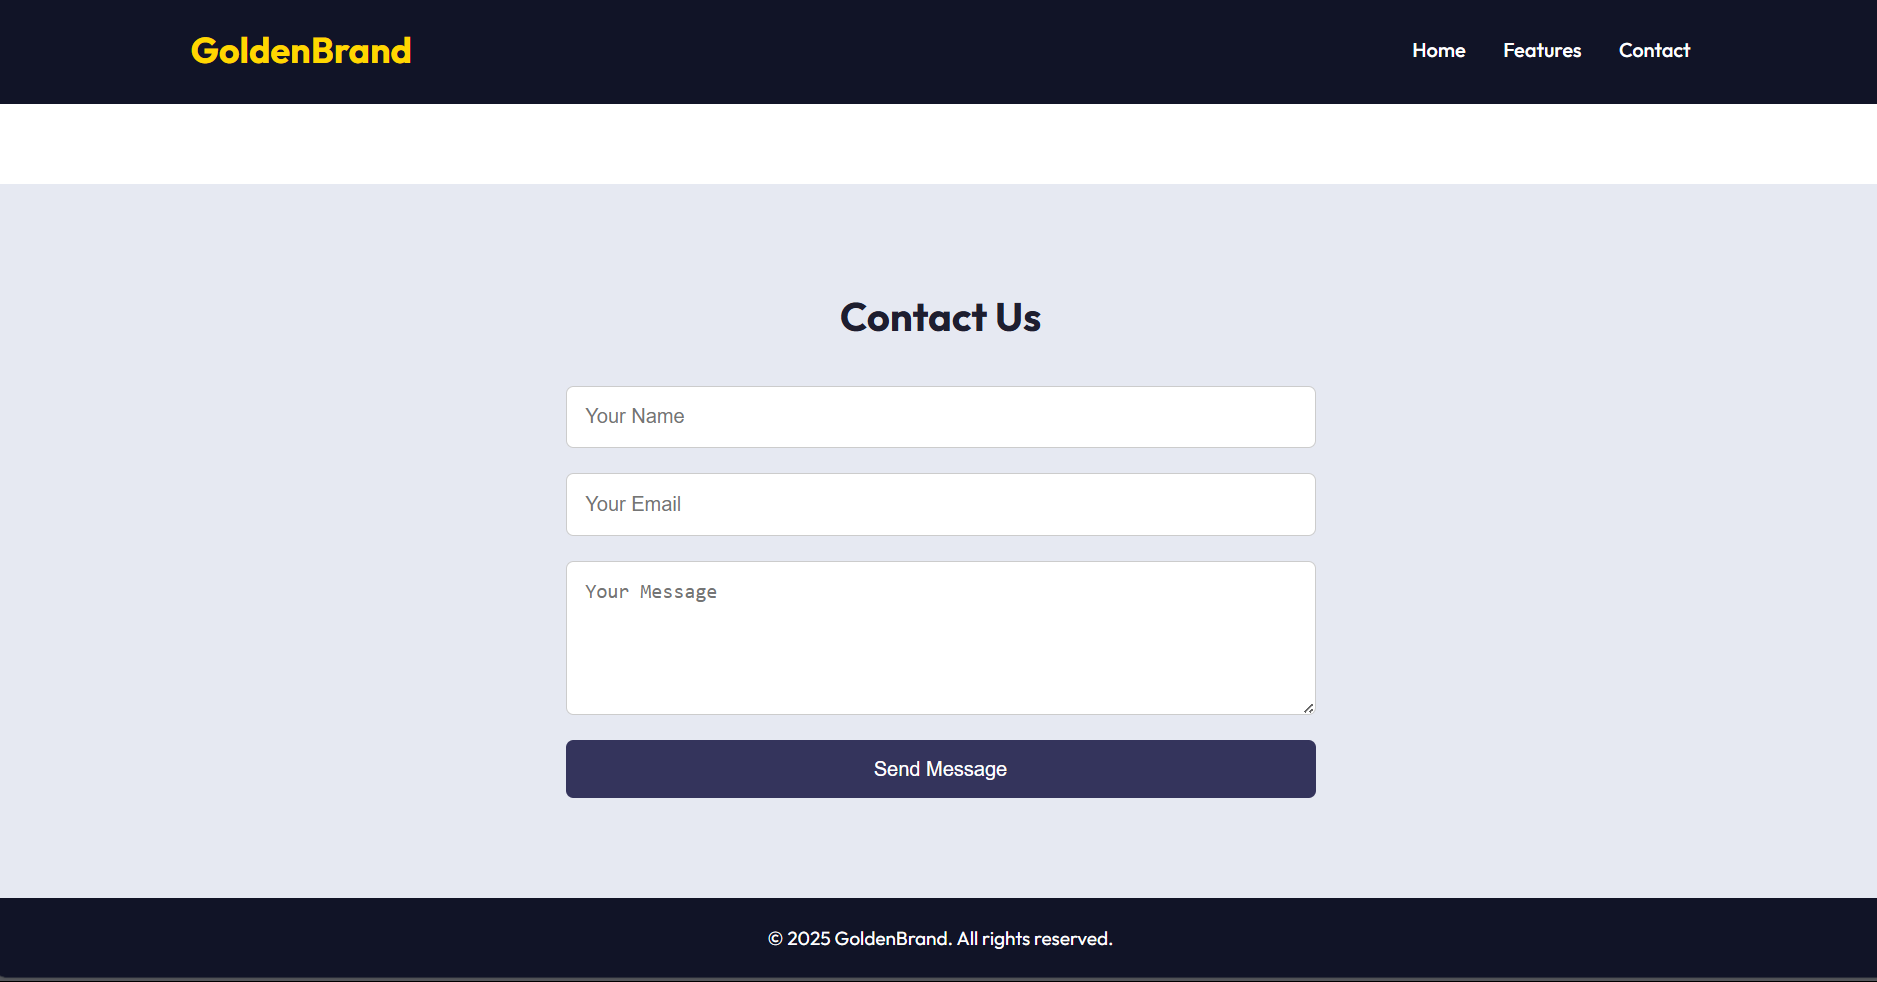 GoldenBrand
Home Features Contact
Contact Us
Your Name
Your Email
Your Message
Send Message
© 2025 GoldenBrand. All rights reserved.